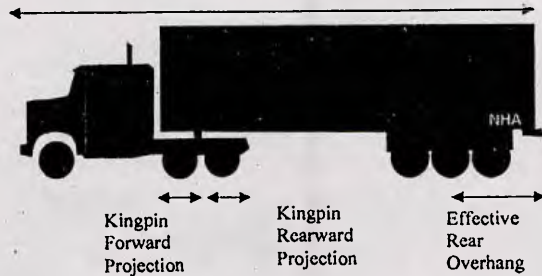 NHA
Kingpin
Forward
Projection
Kingpin
Rearward
Projection
Effective
Rear
Overhang